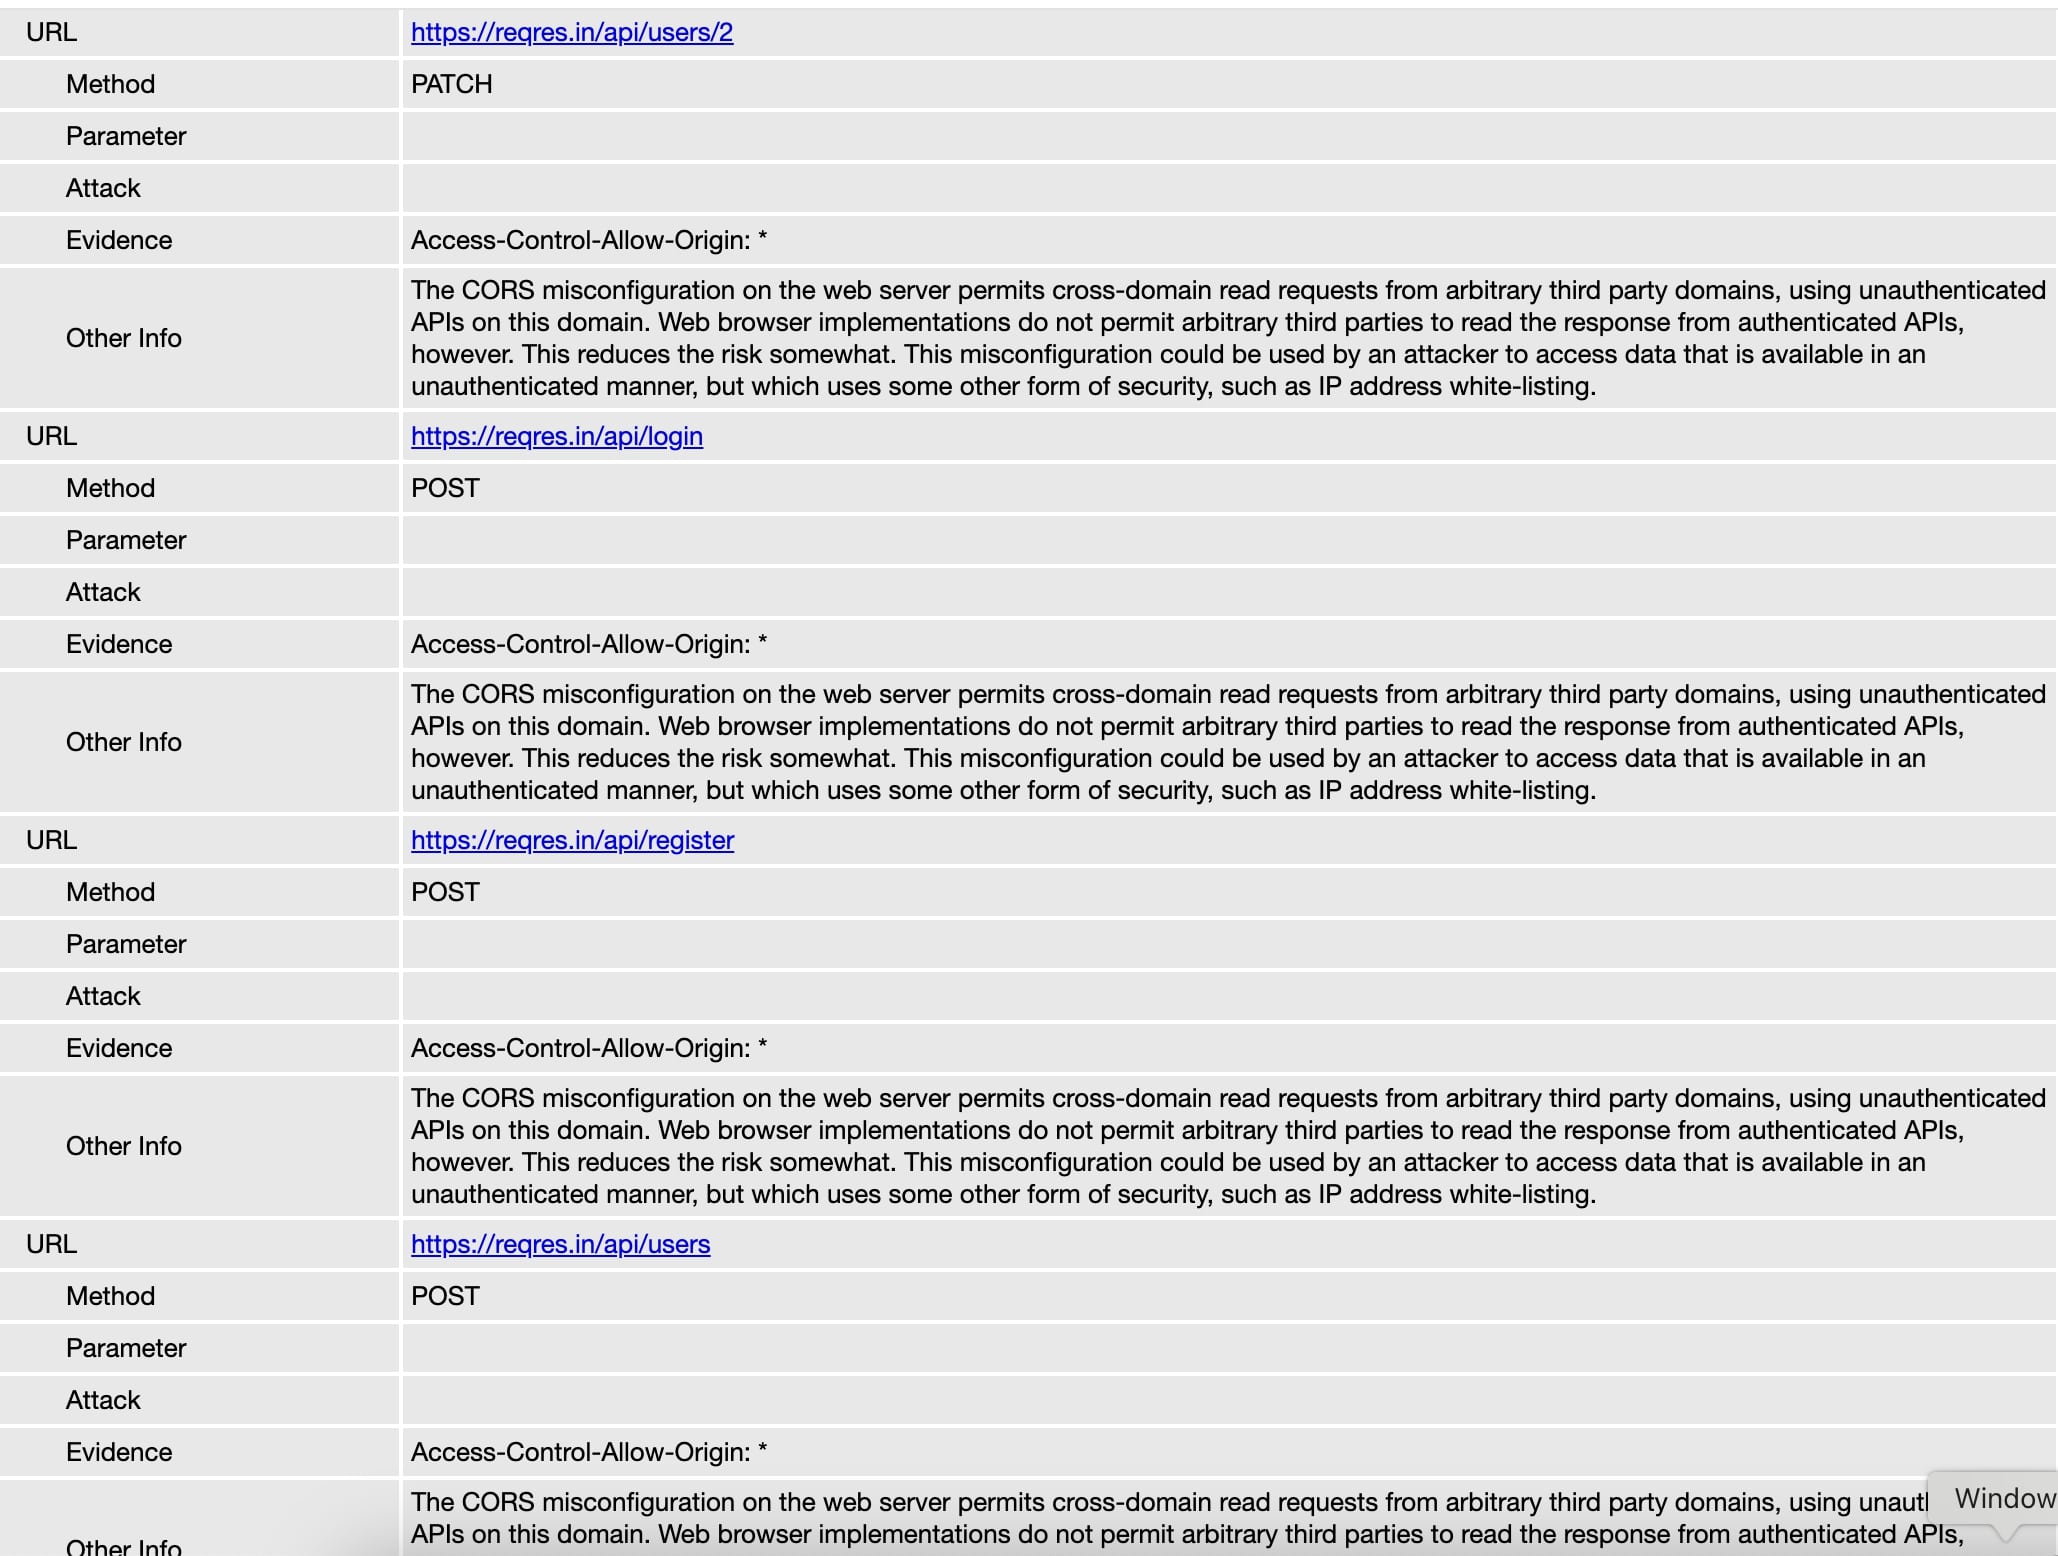 URL https://reqres.in/api/users/2
Method PATCH
Parameter
Attack
Evidence Access-Control-Allow-Origin: *
Other Info
The CORS misconfiguration on the web server permits cross-domain read requests from arbitrary third party domains, using unauthenticated
APIs on this domain. Web browser implementations do not permit arbitrary third parties to read the response from authenticated APIs,
however. This reduces the risk somewhat. This misconfiguration could be used by an attacker to access data that is available in an
unauthenticated manner, but which uses some other form of security, such as IP address white-listing.
URL https://reqres.in/api/login
Method POST
Parameter
Attack
Evidence Access-Control-Allow-Origin: *
Other Info
The CORS misconfiguration on the web server permits cross-domain read requests from arbitrary third party domains, using unauthenticated
APIs on this domain. Web browser implementations do not permit arbitrary third parties to read the response from authenticated APIs,
however. This reduces the risk somewhat. This misconfiguration could be used by an attacker to access data that is available in an
unauthenticated manner, but which uses some other form of security, such as IP address white-listing.
URL https://reqres.in/api/register
Method POST
Parameter
Attack
Evidence Access-Control-Allow-Origin: *
Other Info
The CORS misconfiguration on the web server permits cross-domain read requests from arbitrary third party domains, using unauthenticated
APIs on this domain. Web browser implementations do not permit arbitrary third parties to read the response from authenticated APIs,
however. This reduces the risk somewhat. This misconfiguration could be used by an attacker to access data that is available in an
unauthenticated manner, but which uses some other form of security, such as IP address white-listing.
URL https://reqres.in/api/users
Method POST
Parameter
Attack
Evidence Access-Control-Allow-Origin: *
Other Info
The CORS misconfiguration on the web server permits cross-domain read requests from arbitrary third party domains, using
APIs on this domain. Web browser implementations do not permit arbitrary third parties to read the response from authenticated APIs,
Window